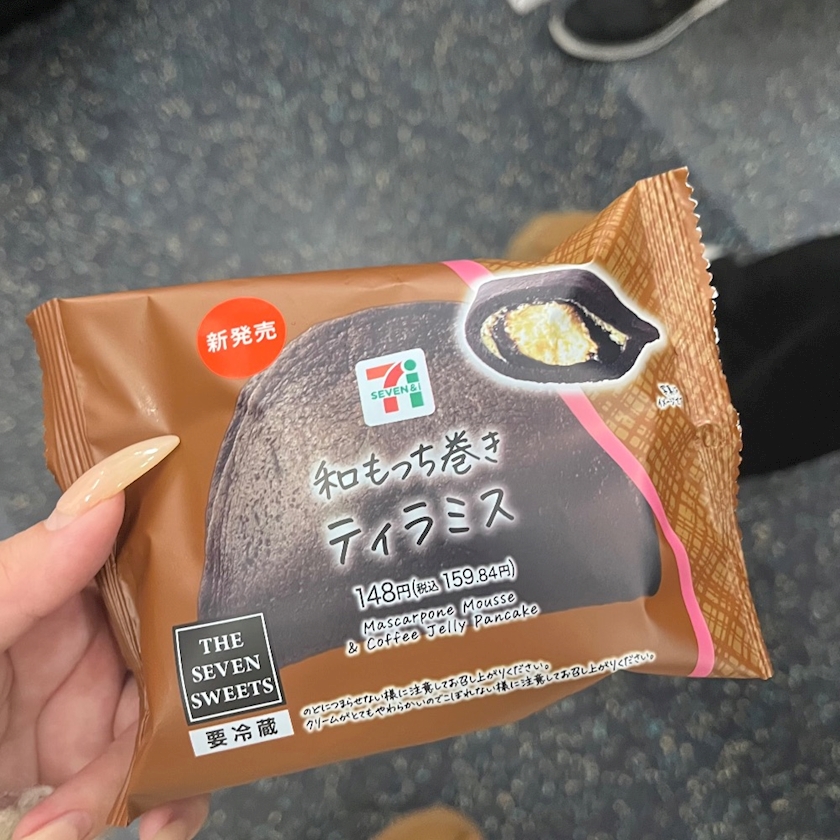 新発売
SEVEN&i
和もっち巻き
ティラミス
148円(税込 159.84円)
Mascarpone Mousse
& Coffee Jelly Pancake
THE
SEVEN
SWEETS
要冷蔵
のどにつまらせない様に注意してお召し上がりください。
クリームがとてもやわらかいのでこぼれない様に注意してお召し上がりください。